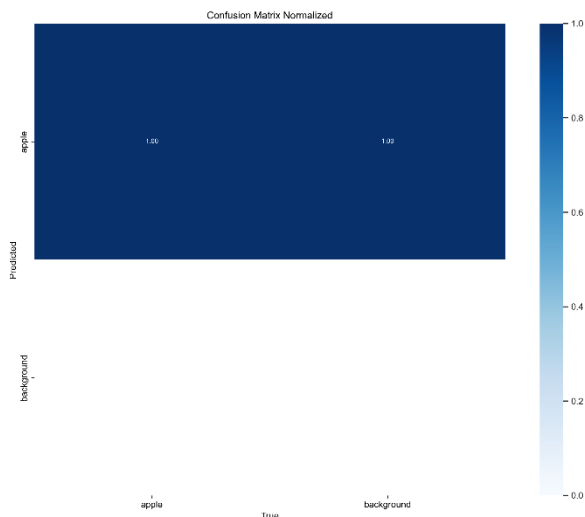 Confusion Matrix Normalized
1.0
apple
1.00
1.00
0.8
0.6
Predicted
0.4
background
0.2
0.0
apple
background
True